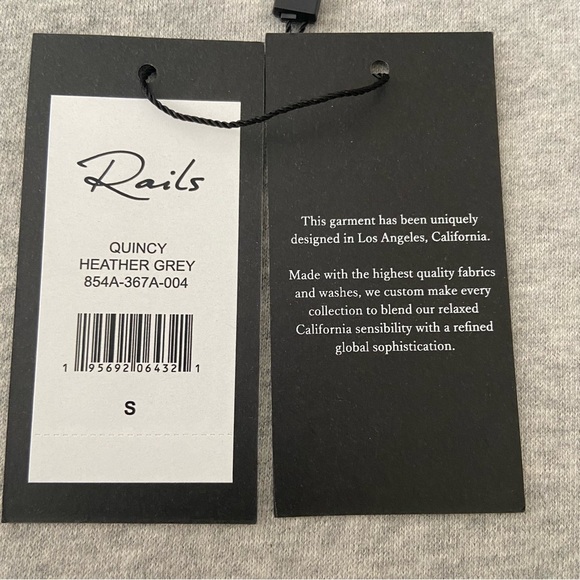 Rails
QUINCY
HEATHER GREY
854A-367A-004
1 95692 06432 1
S
This garment has been uniquely
designed in Los Angeles, California.
Made with the highest quality fabrics
and washes, we custom make every
collection to blend our relaxed
California sensibility with a refined
global sophistication.